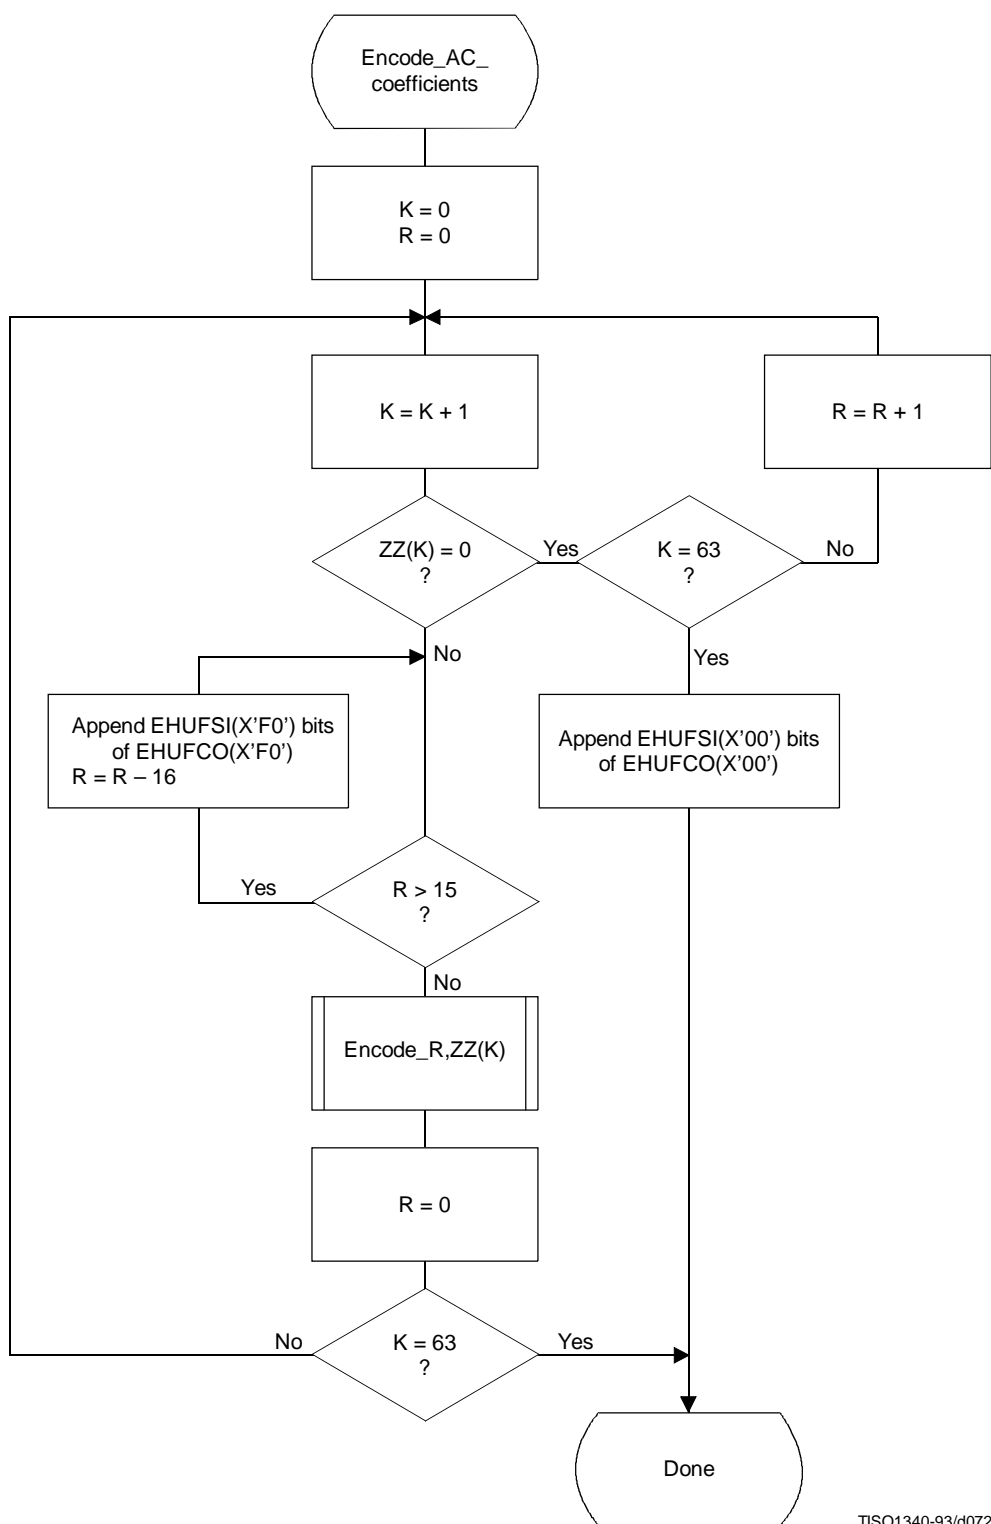 Encode_AC_
coefficients
K = 0
R = 0
K = K + 1
R = R + 1
ZZ(K) = 0
?
Yes
K = 63
?
No
No
Yes
Append EHUFSI(X’F0’) bits
of EHUFCO(X’F0’)
R = R – 16
Append EHUFSI(X’00’) bits
of EHUFCO(X’00’)
Yes
R > 15
?
No
Encode_R,ZZ(K)
R = 0
No
K = 63
?
Yes
Done
TISO1340-93/d072